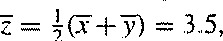 z̅ = ½(x̅ + y̅) = 3.5,